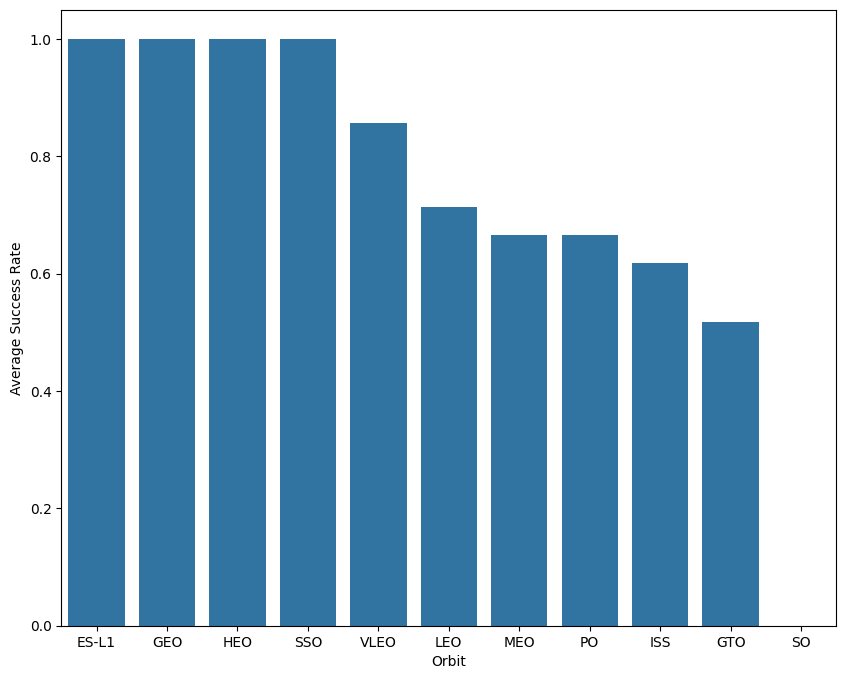 1.0
0.8
0.6
0.4
0.2
0.0
Average Success Rate
ES-L1 GEO HEO SSO VLEO LEO MEO PO ISS GTO SO
Orbit